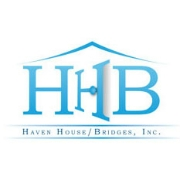 HHB
HAVEN HOUSE/BRIDGES, INC.